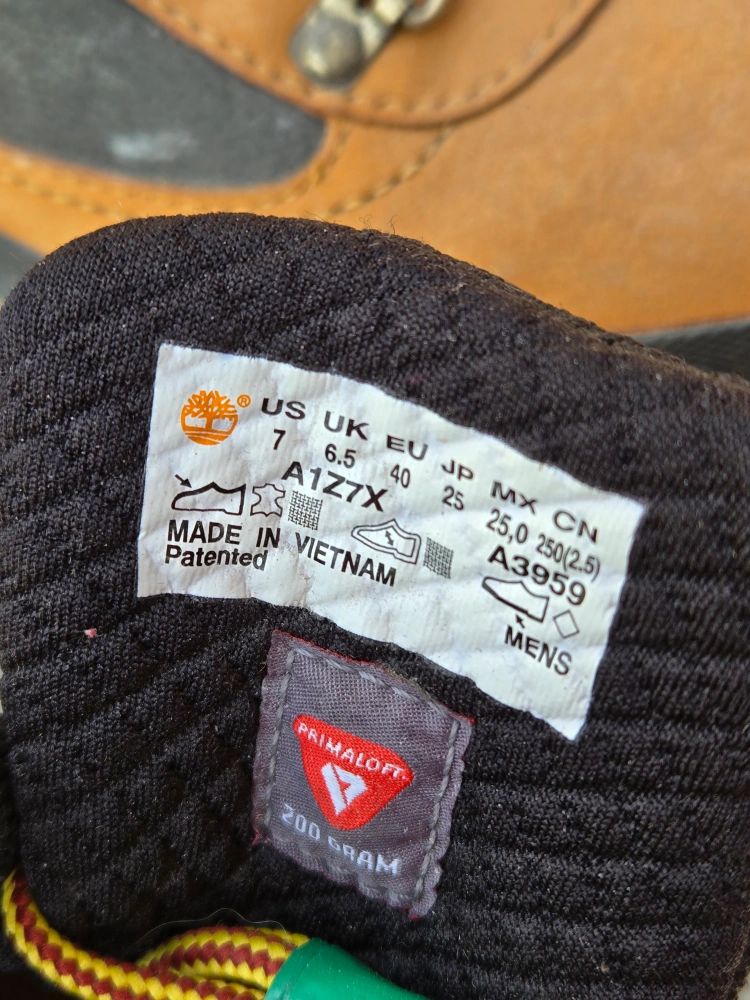 ® US UK EU JP MX CN
7 6.5 40 25 25,0 250(2.5)
A1Z7X A3959
MADE IN VIETNAM
Patented
MENS
PRIMALOFT
200 GRAM